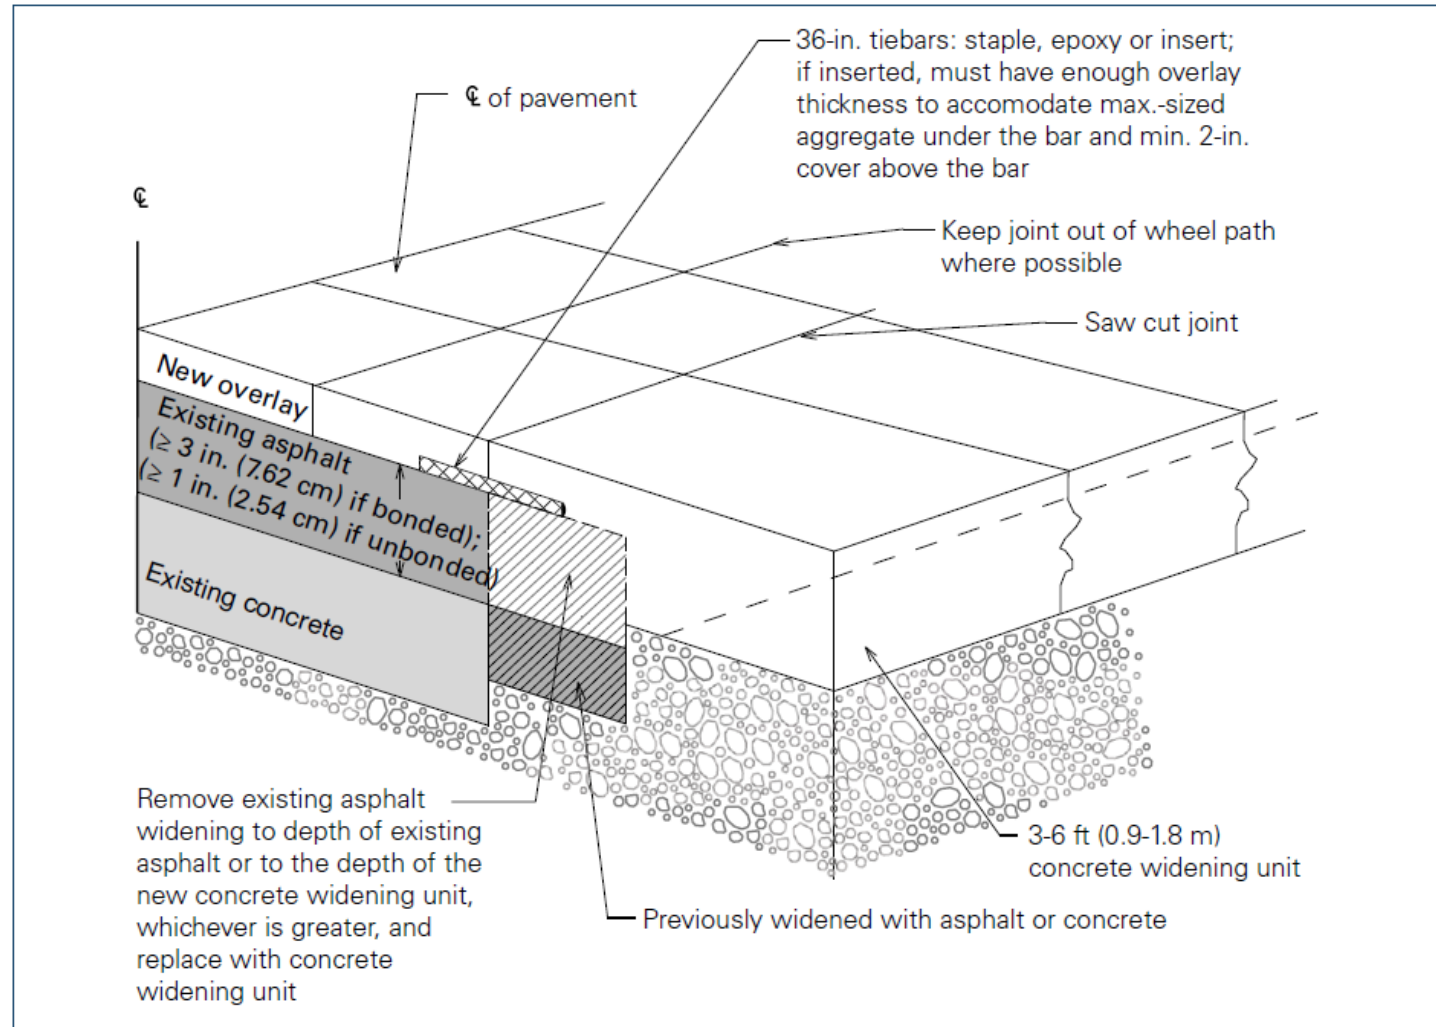 36-in. tiebars: staple, epoxy or insert;
if inserted, must have enough overlay
thickness to accomodate max.-sized
aggregate under the bar and min. 2-in.
cover above the bar
℄ of pavement
℄
Keep joint out of wheel path
where possible
Saw cut joint
New overlay
Existing asphalt
(≥ 3 in. (7.62 cm) if bonded);
(≥ 1 in. (2.54 cm) if unbonded)
Existing concrete
Remove existing asphalt
widening to depth of existing
asphalt or to the depth of the
new concrete widening unit,
whichever is greater, and
replace with concrete
widening unit
3-6 ft (0.9-1.8 m)
concrete widening unit
Previously widened with asphalt or concrete